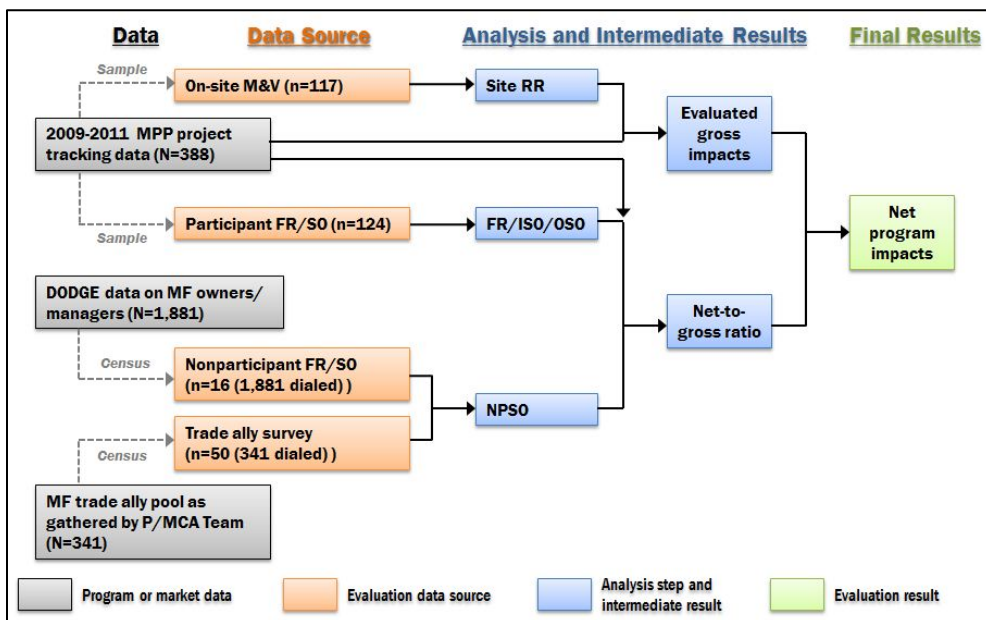 Data
Data Source
Analysis and Intermediate Results
Final Results
Sample
On-site M&V (n=117)
Site RR
2009-2011 MPP project
tracking data (N=388)
Evaluated
gross
impacts
Sample
Participant FR/SO (n=124)
FR/ISO/OSO
Net
program
impacts
DODGE data on MF owners/
managers (N=1,881)
Net-to-
gross ratio
Census
Nonparticipant FR/SO
(n=16 (1,881 dialed) )
NPSO
Trade ally survey
(n=50 (341 dialed) )
Census
MF trade ally pool as
gathered by P/MCA Team
(N=341)
Program or market data
Evaluation data source
Analysis step and
intermediate result
Evaluation result